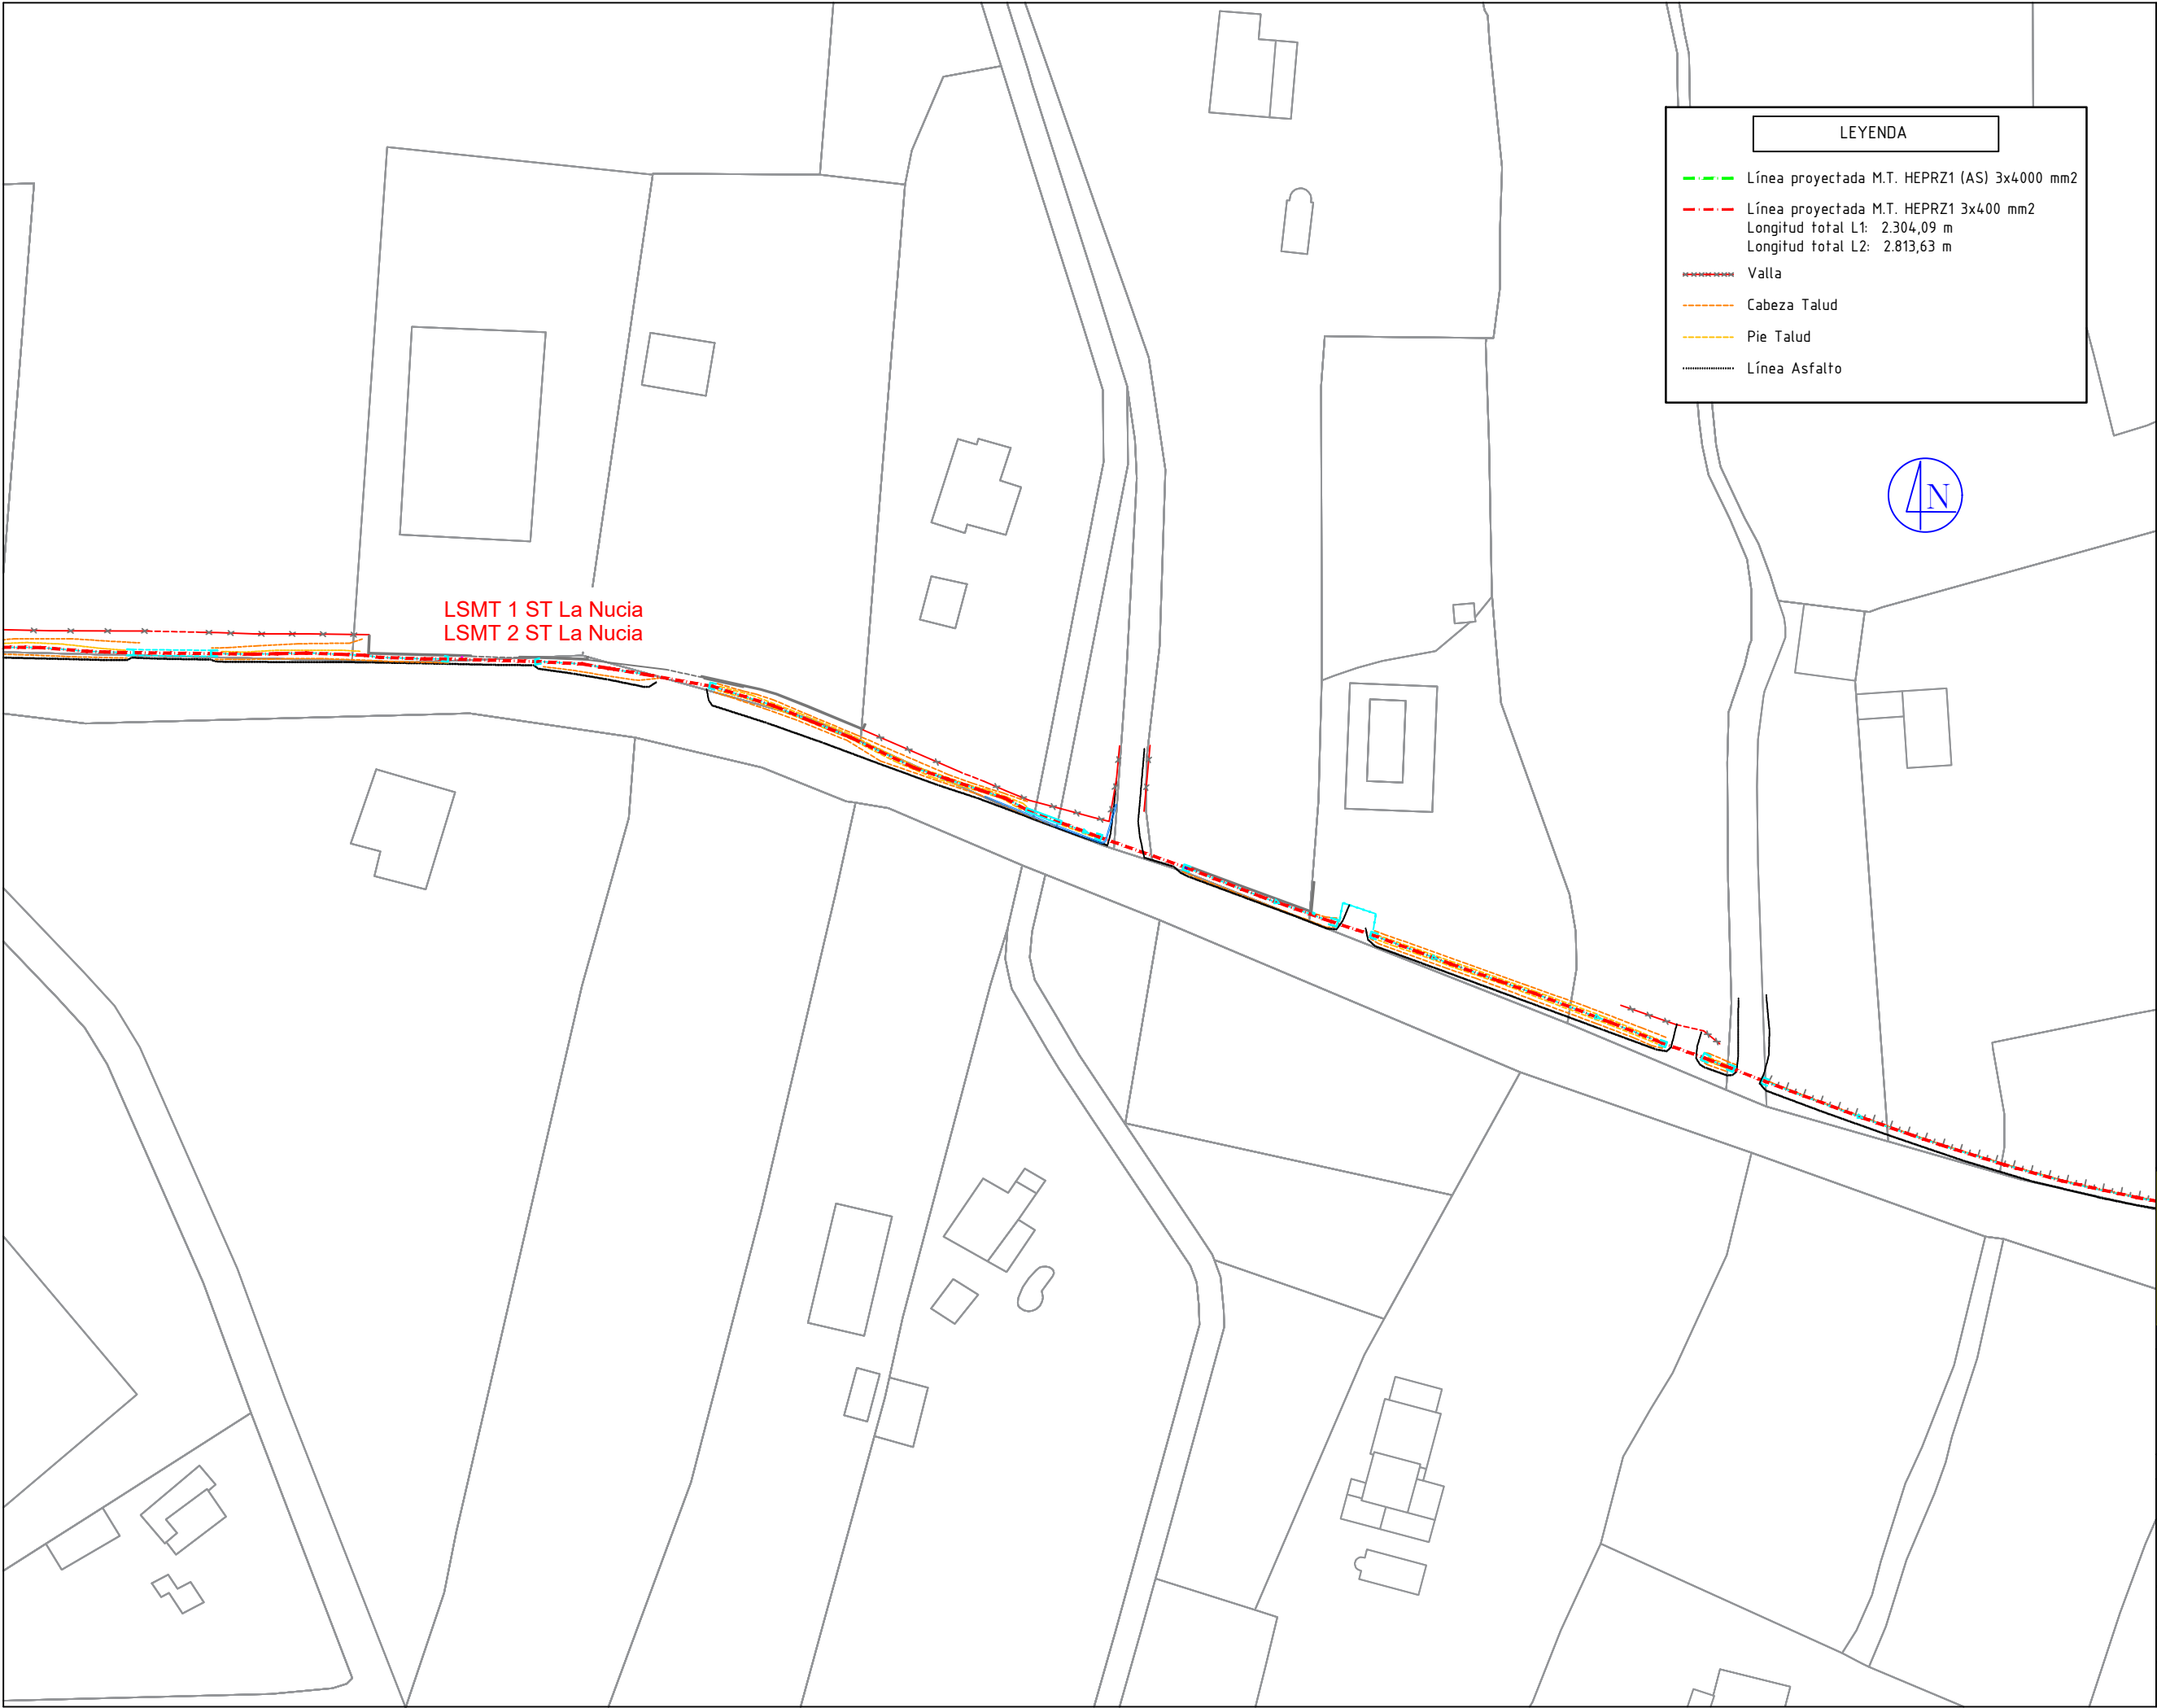 LEYENDA
Línea proyectada M.T. HEPRZ1 (AS) 3x4000 mm2
Línea proyectada M.T. HEPRZ1 3x400 mm2
Longitud total L1: 2.304,09 m
Longitud total L2: 2.813,63 m
Valla
Cabeza Talud
Pie Talud
Línea Asfalto
N
LSMT 1 ST La Nucia
LSMT 2 ST La Nucia